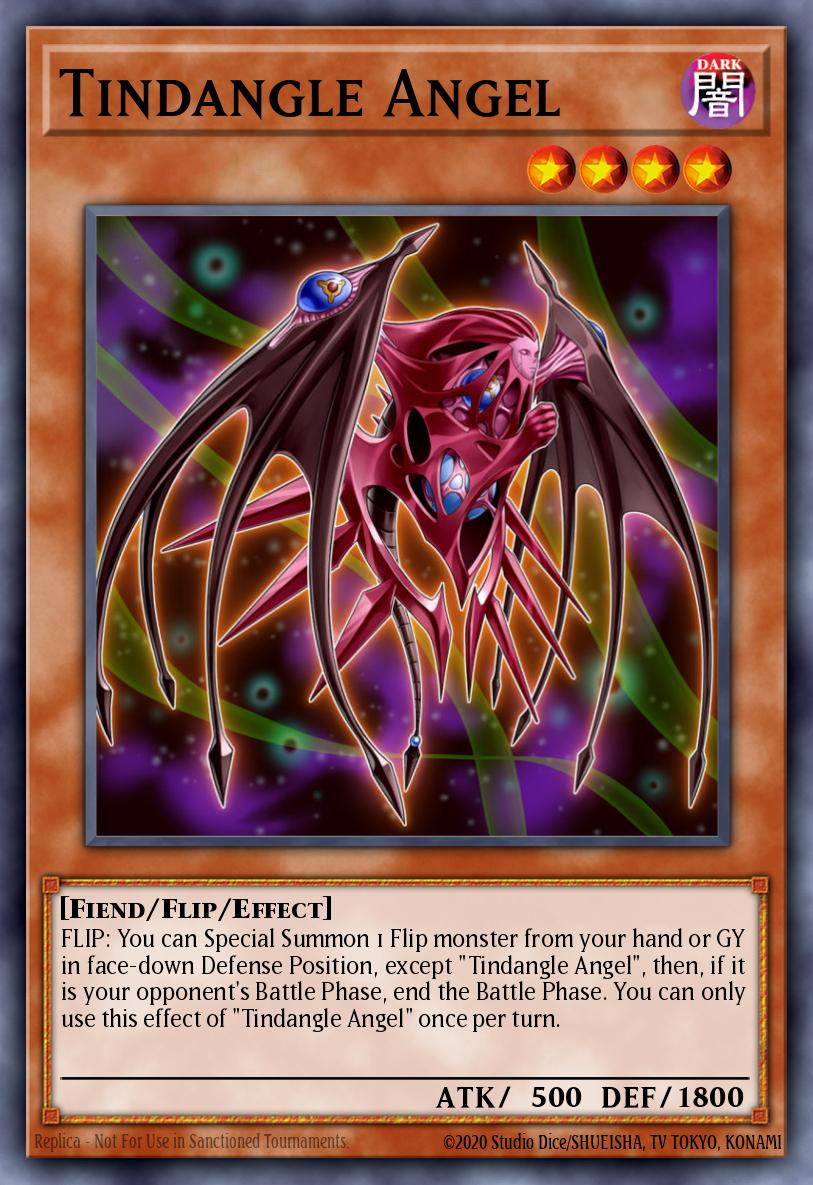 Tindangle Angel
DARK
闇
[Fiend/Flip/Effect]
FLIP: You can Special Summon 1 Flip monster from your hand or GY
in face-down Defense Position, except "Tindangle Angel", then, if it
is your opponent's Battle Phase, end the Battle Phase. You can only
use this effect of "Tindangle Angel" once per turn.
ATK/ 500 DEF/1800
Replica - Not For Use in Sanctioned Tournaments.
©2020 Studio Dice/SHUEISHA, TV TOKYO, KONAMI